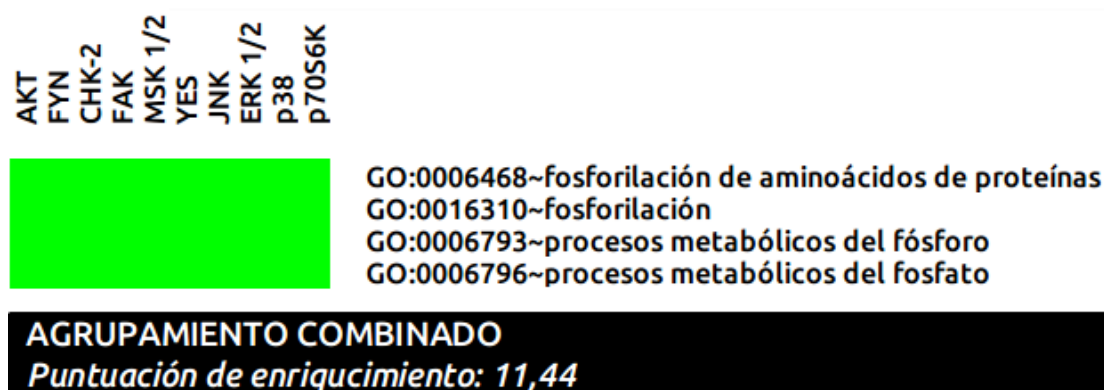 AKT
FYN
CHK-2
FAK
MSK 1/2
YES
JNK
ERK 1/2
p38
p70S6K
GO:0006468~fosforilación de aminoácidos de proteínas
GO:0016310~fosforilación
GO:0006793~procesos metabólicos del fósforo
GO:0006796~procesos metabólicos del fosfato
AGRUPAMIENTO COMBINADO
Puntuación de enriqucimiento: 11,44